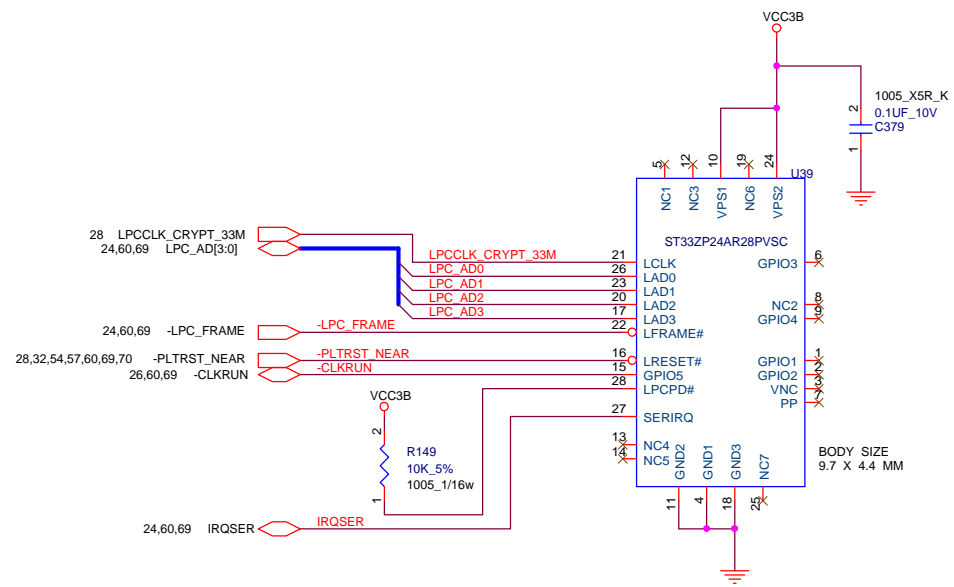 VCC3B
1005_X5R_K
2
0.1UF_10V
C379
1
5
12
10
19
24
U39
NC1
NC3
VPS1
NC6
VPS2
ST33ZP24AR28PVSC
28 LPCCLK_CRYPT_33M
24,60,69 LPC_AD[3:0]
LPCCLK_CRYPT_33M 21 LCLK
GPIO3 6
LPC_AD0 26 LAD0
LPC_AD1 23 LAD1
LPC_AD2 20 LAD2
NC2 8
LPC_AD3 17 LAD3
GPIO4 9
24,60,69 -LPC_FRAME
-LPC_FRAME 22 LFRAME#
28,32,54,57,60,69,70 -PLTRST_NEAR
-PLTRST_NEAR 16 LRESET#
GPIO1 1
26,60,69 -CLKRUN
-CLKRUN 15 GPIO5
GPIO2 2
28 LPCPD#
VNC 3
PP 7
VCC3B
27 SERIRQ
2
R149
10K_5%
1005_1/16w
1
13 NC4
14 NC5
GND2
GND1
GND3
NC7
11
4
18
25
BODY SIZE
9.7 X 4.4 MM
24,60,69 IRQSER
IRQSER